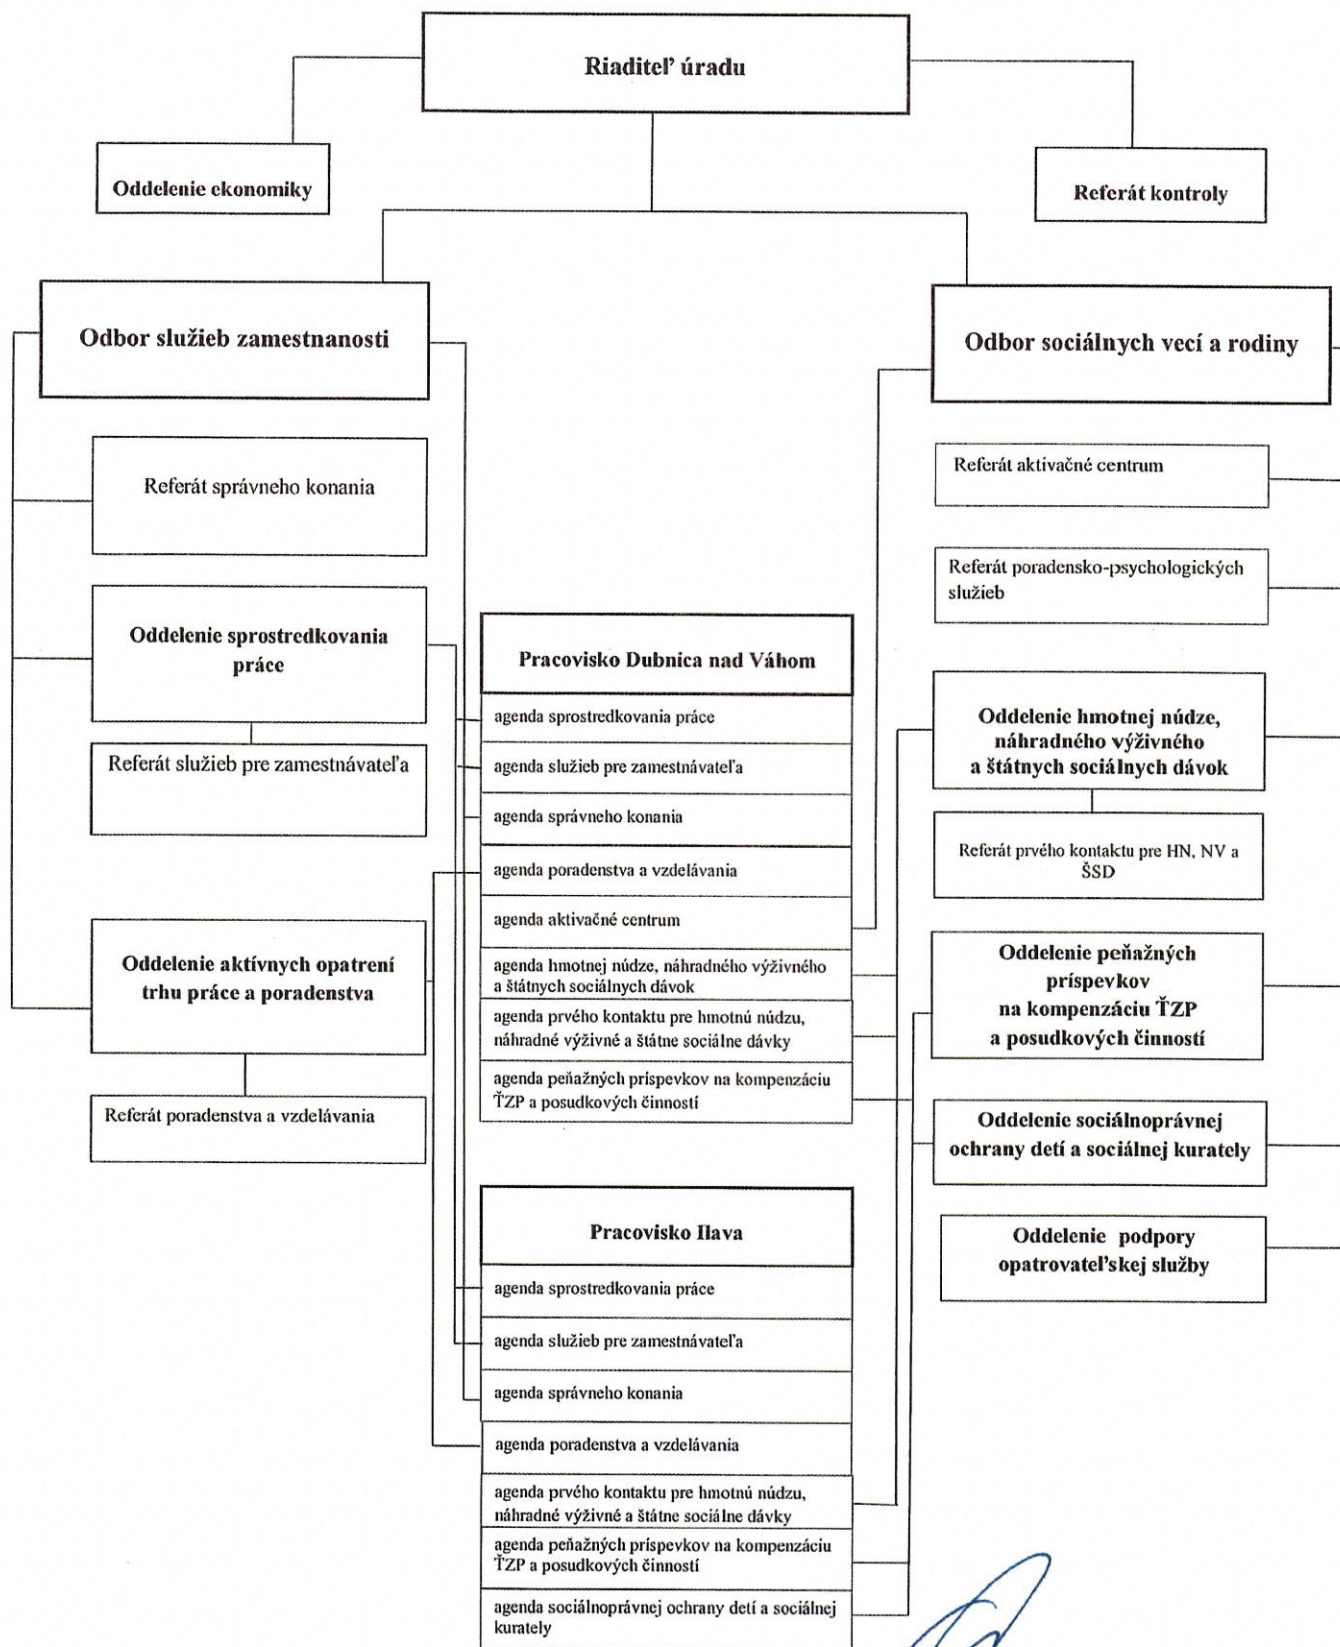 Riaditeľ úradu
Oddelenie ekonomiky
Referát kontroly
Odbor služieb zamestnanosti
Odbor sociálnych vecí a rodiny
Referát správneho konania
Oddelenie sprostredkovania
práce
Referát služieb pre zamestnávateľa
Oddelenie aktívnych opatrení
trhu práce a poradenstva
Referát poradenstva a vzdelávania
Pracovisko Dubnica nad Váhom
agenda sprostredkovania práce
agenda služieb pre zamestnávateľa
agenda správneho konania
agenda poradenstva a vzdelávania
agenda aktivačné centrum
agenda hmotnej núdze, náhradného výživného
a štátnych sociálnych dávok
agenda prvého kontaktu pre hmotnú núdzu,
náhradné výživné a štátne sociálne dávky
agenda peňažných príspevkov na kompenzáciu
ŤZP a posudkových činností
Pracovisko Ilava
agenda sprostredkovania práce
agenda služieb pre zamestnávateľa
agenda správneho konania
agenda poradenstva a vzdelávania
agenda prvého kontaktu pre hmotnú núdzu,
náhradné výživné a štátne sociálne dávky
agenda peňažných príspevkov na kompenzáciu
ŤZP a posudkových činností
agenda sociálnoprávnej ochrany detí a sociálnej
kurately
Referát aktivačné centrum
Referát poradensko-psychologických
služieb
Oddelenie hmotnej núdze,
náhradného výživného
a štátnych sociálnych dávok
Referát prvého kontaktu pre HN, NV a
ŠSD
Oddelenie peňažných
príspevkov
na kompenzáciu ŤZP
a posudkových činností
Oddelenie sociálnoprávnej
ochrany detí a sociálnej kurately
Oddelenie podpory
opatrovateľskej služby